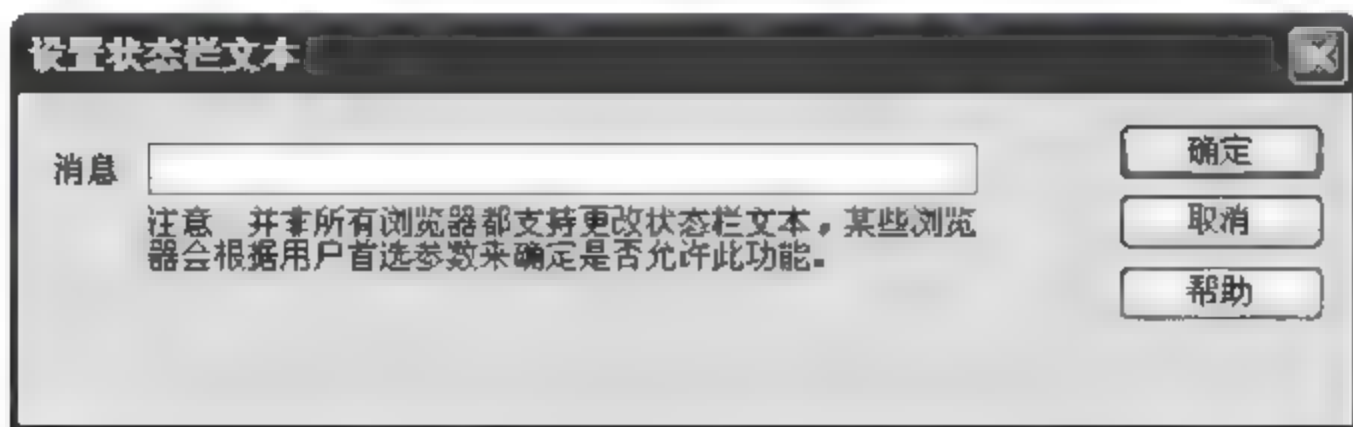 设置状态栏文本
消息
确定
注意 并非所有浏览器都支持更改状态栏文本，某些浏览
器会根据用户首选参数来确定是否允许此功能。
取消
帮助